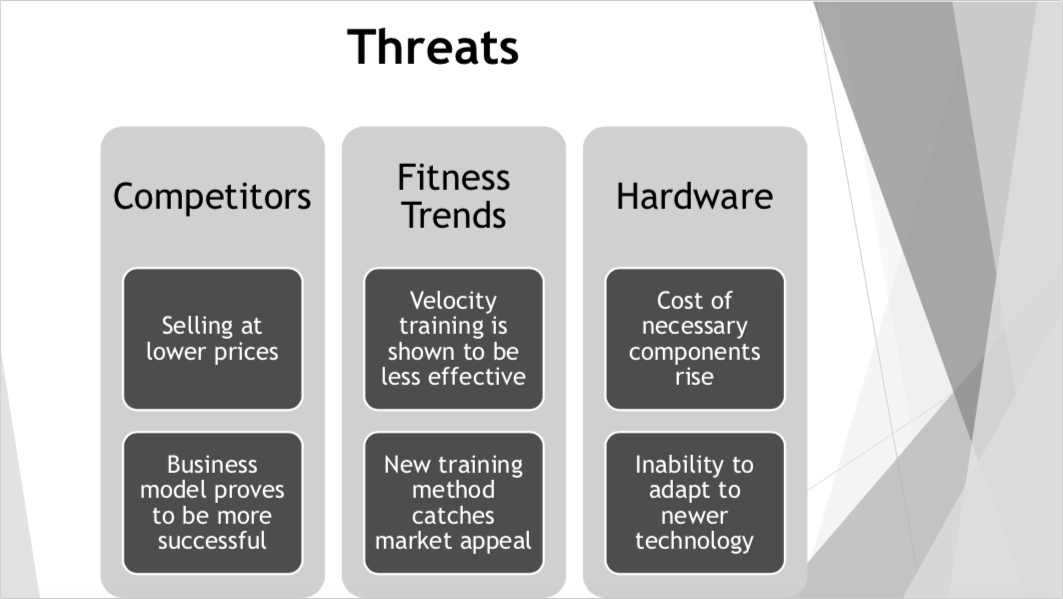 Threats
Competitors
Selling at
lower prices
Business
model proves
to be more
successful
Fitness
Trends
Velocity
training is
shown to be
less effective
New training
method
catches
market appeal
Hardware
Cost of
necessary
components
rise
Inability to
adapt to
newer
technology